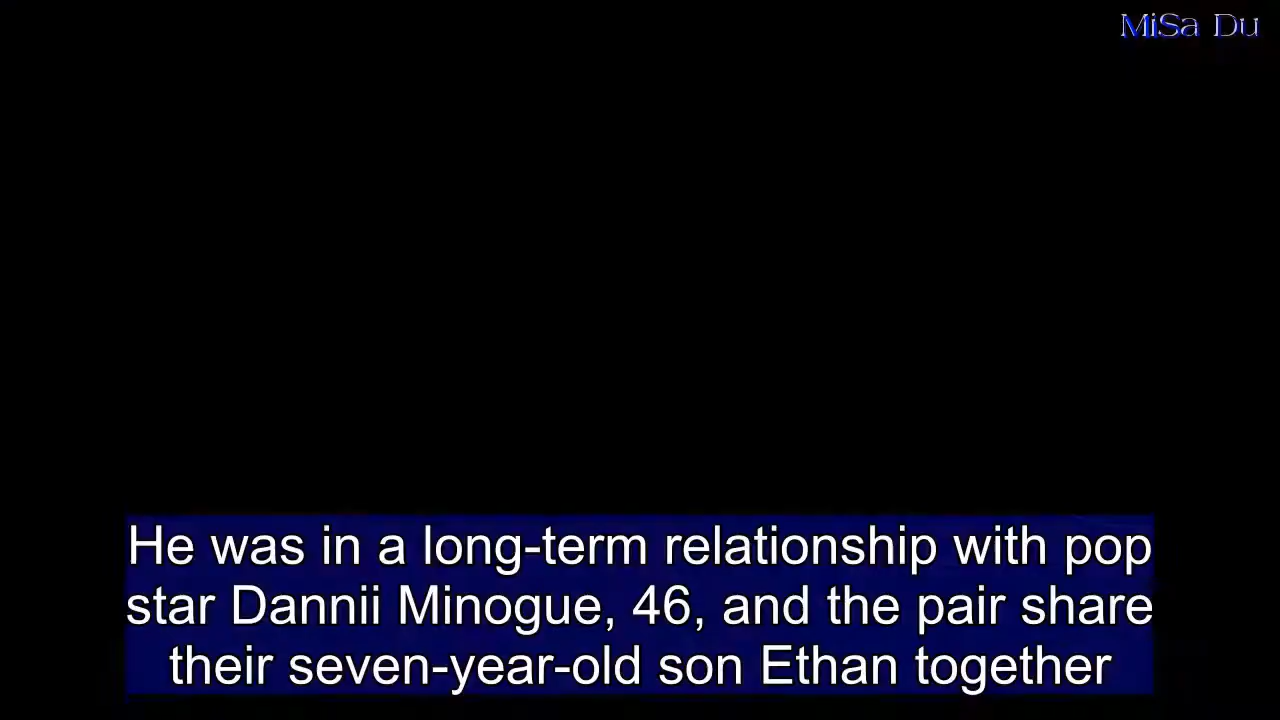 MiSa Du
He was in a long-term relationship with pop
star Dannii Minogue, 46, and the pair share
their seven-year-old son Ethan together